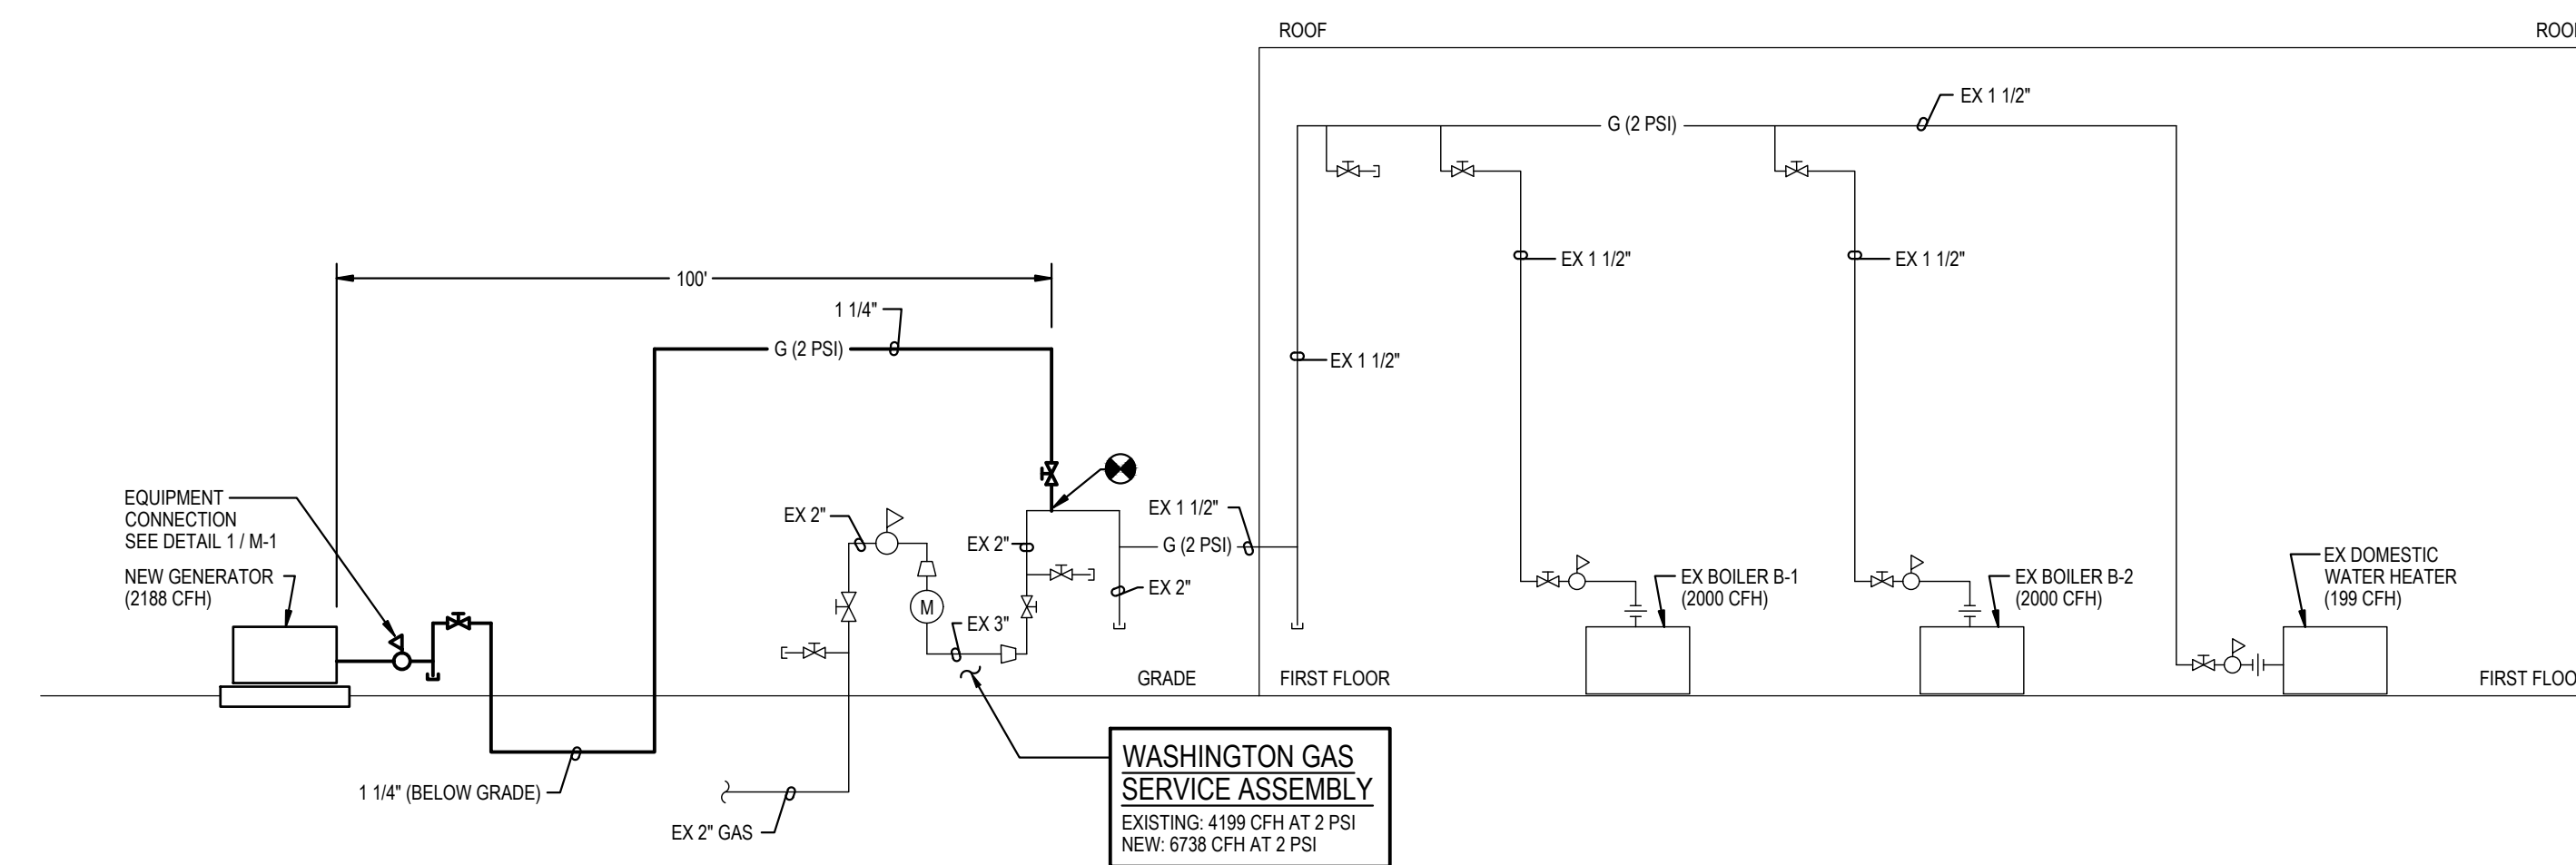 ROOF
ROOF
EX 1 1/2"
G (2 PSI)
EX 1 1/2"
EX 1 1/2"
100'
1 1/4"
G (2 PSI)
EX 1 1/2"
EQUIPMENT
CONNECTION
SEE DETAIL 1 / M-1
NEW GENERATOR
(2188 CFH)
EX 2"
EX 2"
EX 1 1/2"
G (2 PSI)
EX 2"
M
EX 3"
EX BOILER B-1
(2000 CFH)
EX BOILER B-2
(2000 CFH)
EX DOMESTIC
WATER HEATER
(199 CFH)
GRADE
FIRST FLOOR
FIRST FLOO
1 1/4" (BELOW GRADE)
EX 2" GAS
WASHINGTON GAS
SERVICE ASSEMBLY
EXISTING: 4199 CFH AT 2 PSI
NEW: 6738 CFH AT 2 PSI